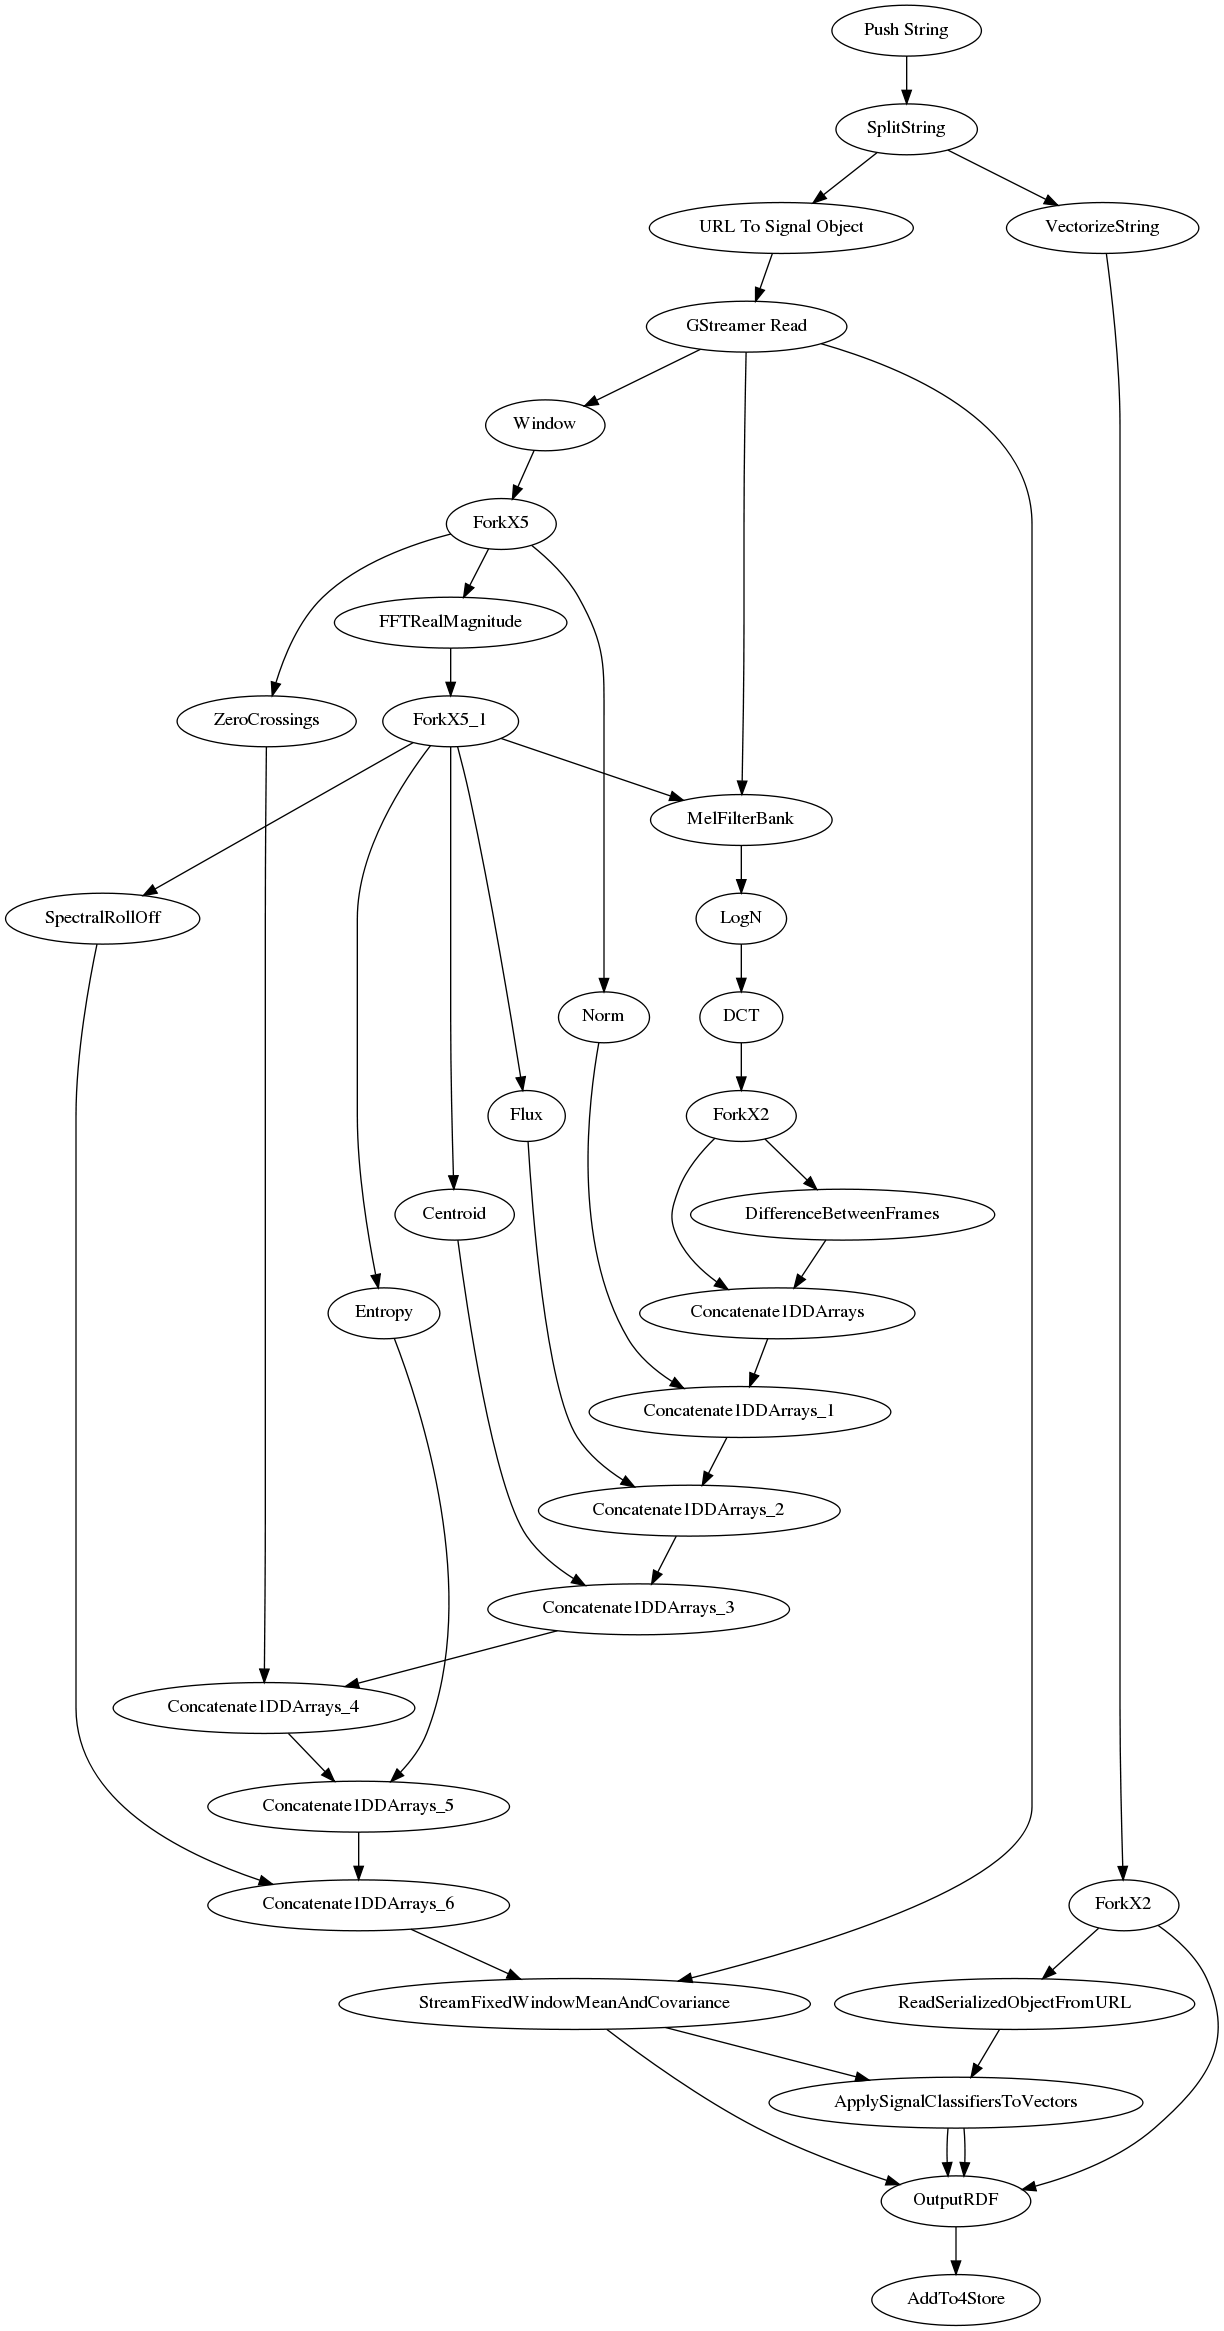 Push String
SplitString
URL To Signal Object
VectorizeString
GStreamer Read
Window
ForkX5
FFTRealMagnitude
ZeroCrossings
ForkX5_1
MelFilterBank
SpectralRollOff
LogN
Norm
DCT
Flux
ForkX2
Centroid
DifferenceBetweenFrames
Entropy
Concatenate1DDArrays
Concatenate1DDArrays_1
Concatenate1DDArrays_2
Concatenate1DDArrays_3
Concatenate1DDArrays_4
Concatenate1DDArrays_5
Concatenate1DDArrays_6
ForkX2
StreamFixedWindowMeanAndCovariance
ReadSerializedObjectFromURL
ApplySignalClassifiersToVectors
OutputRDF
AddTo4Store